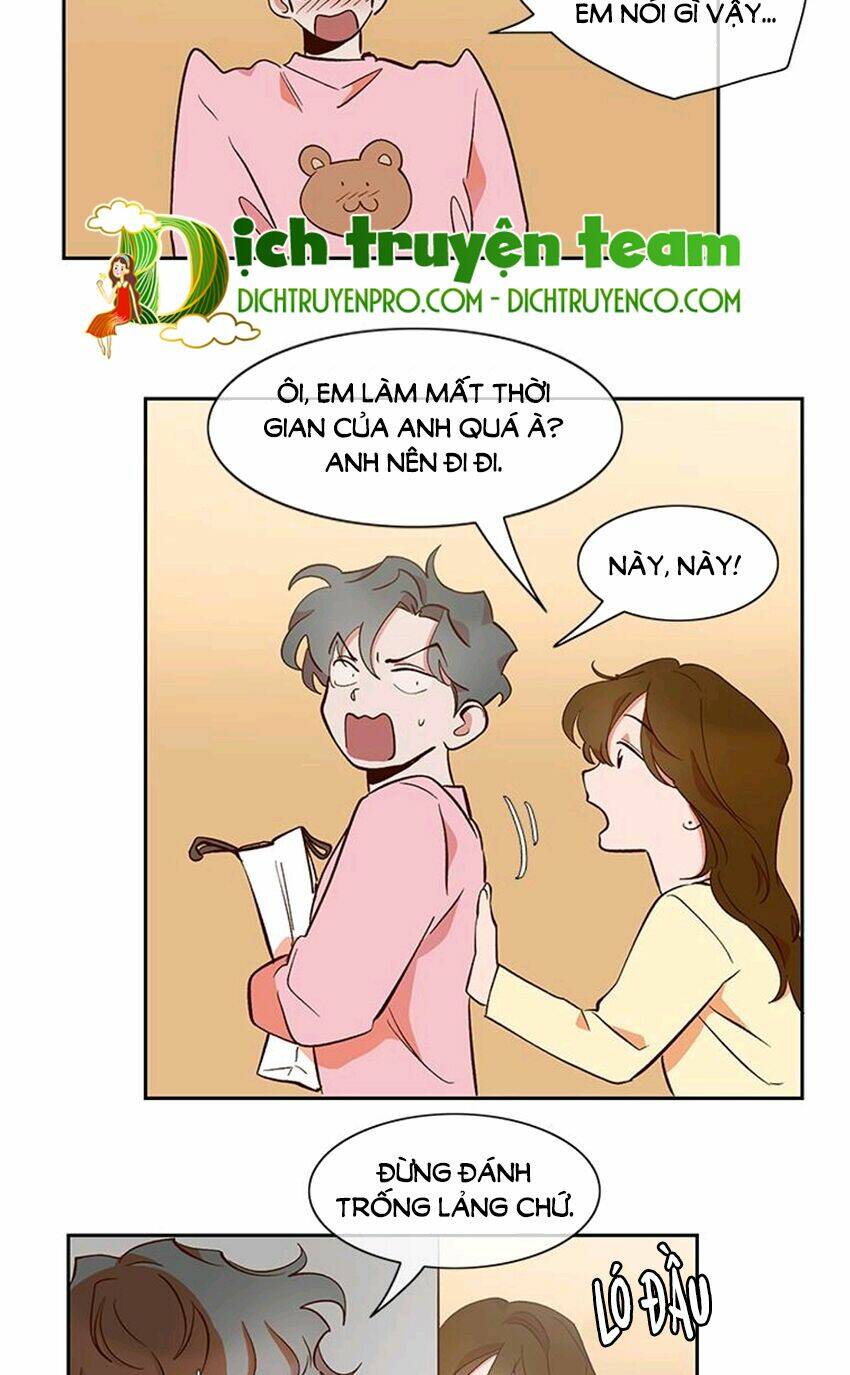 EM NÓI GÌ VẬY...
Dịch truyện team
DICHTRUYENPRO.COM - DICHTRUYENCO.COM
ÔI, EM LÀM MẤT THỜI
GIAN CỦA ANH QUÁ À?
ANH NÊN ĐI ĐI.
NÀY, NÀY!
ĐỪNG ĐÁNH
TRỐNG LẢNG CHỨ.
LÓ ĐẦU